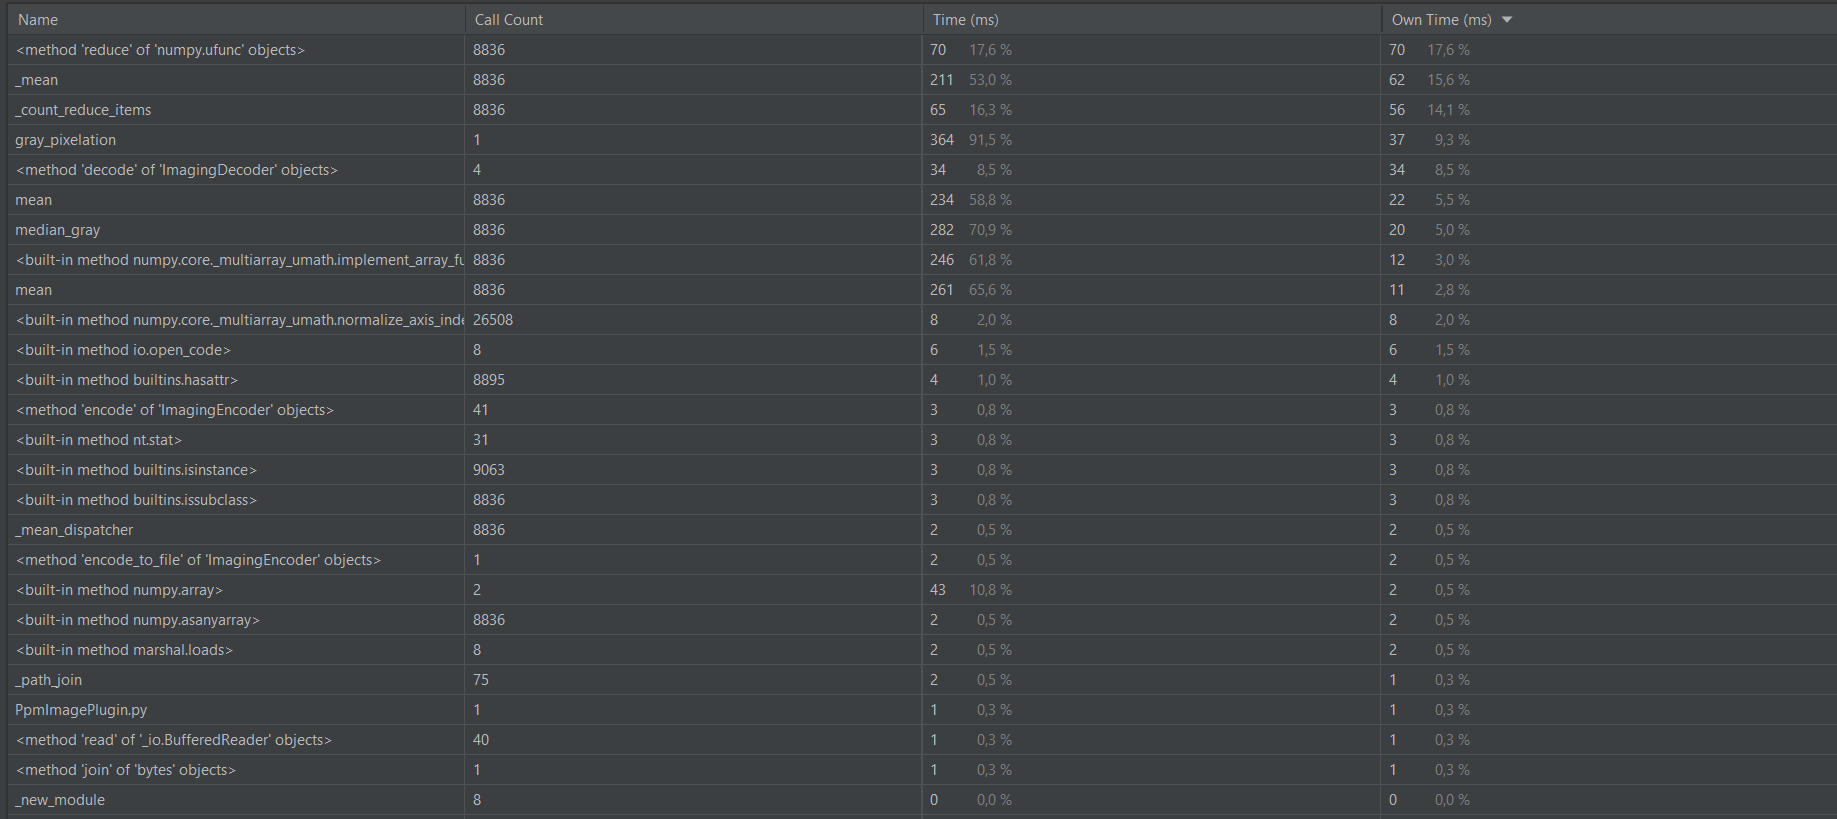 Name Call Count Time (ms) Own Time (ms)
<method 'reduce' of 'numpy.ufunc' objects> 8836 70 17,6 % 70 17,6 %
_mean 8836 211 53,0 % 62 15,6 %
_count_reduce_items 8836 65 16,3 % 56 14,1 %
gray_pixelation 1 364 91,5 % 37 9,3 %
<method 'decode' of 'ImagingDecoder' objects> 4 34 8,5 % 34 8,5 %
mean 8836 234 58,8 % 22 5,5 %
median_gray 8836 282 70,9 % 20 5,0 %
<built-in method numpy.core._multiarray_umath.implement_array_fu 8836 246 61,8 % 12 3,0 %
mean 8836 261 65,6 % 11 2,8 %
<built-in method numpy.core._multiarray_umath.normalize_axis_inde 26508 8 2,0 % 8 2,0 %
<built-in method io.open_code> 8 6 1,5 % 6 1,5 %
<built-in method builtins.hasattr> 8895 4 1,0 % 4 1,0 %
<method 'encode' of 'ImagingEncoder' objects> 41 3 0,8 % 3 0,8 %
<built-in method nt.stat> 31 3 0,8 % 3 0,8 %
<built-in method builtins.isinstance> 9063 3 0,8 % 3 0,8 %
<built-in method builtins.issubclass> 8836 3 0,8 % 3 0,8 %
_mean_dispatcher 8836 2 0,5 % 2 0,5 %
<method 'encode_to_file' of 'ImagingEncoder' objects> 1 2 0,5 % 2 0,5 %
<built-in method numpy.array> 2 43 10,8 % 2 0,5 %
<built-in method numpy.asanyarray> 8836 2 0,5 % 2 0,5 %
<built-in method marshal.loads> 8 2 0,5 % 2 0,5 %
_path_join 75 2 0,5 % 1 0,3 %
PpmImagePlugin.py 1 1 0,3 % 1 0,3 %
<method 'read' of '_io.BufferedReader' objects> 40 1 0,3 % 1 0,3 %
<method 'join' of 'bytes' objects> 1 1 0,3 % 1 0,3 %
_new_module 8 0 0,0 % 0 0,0 %